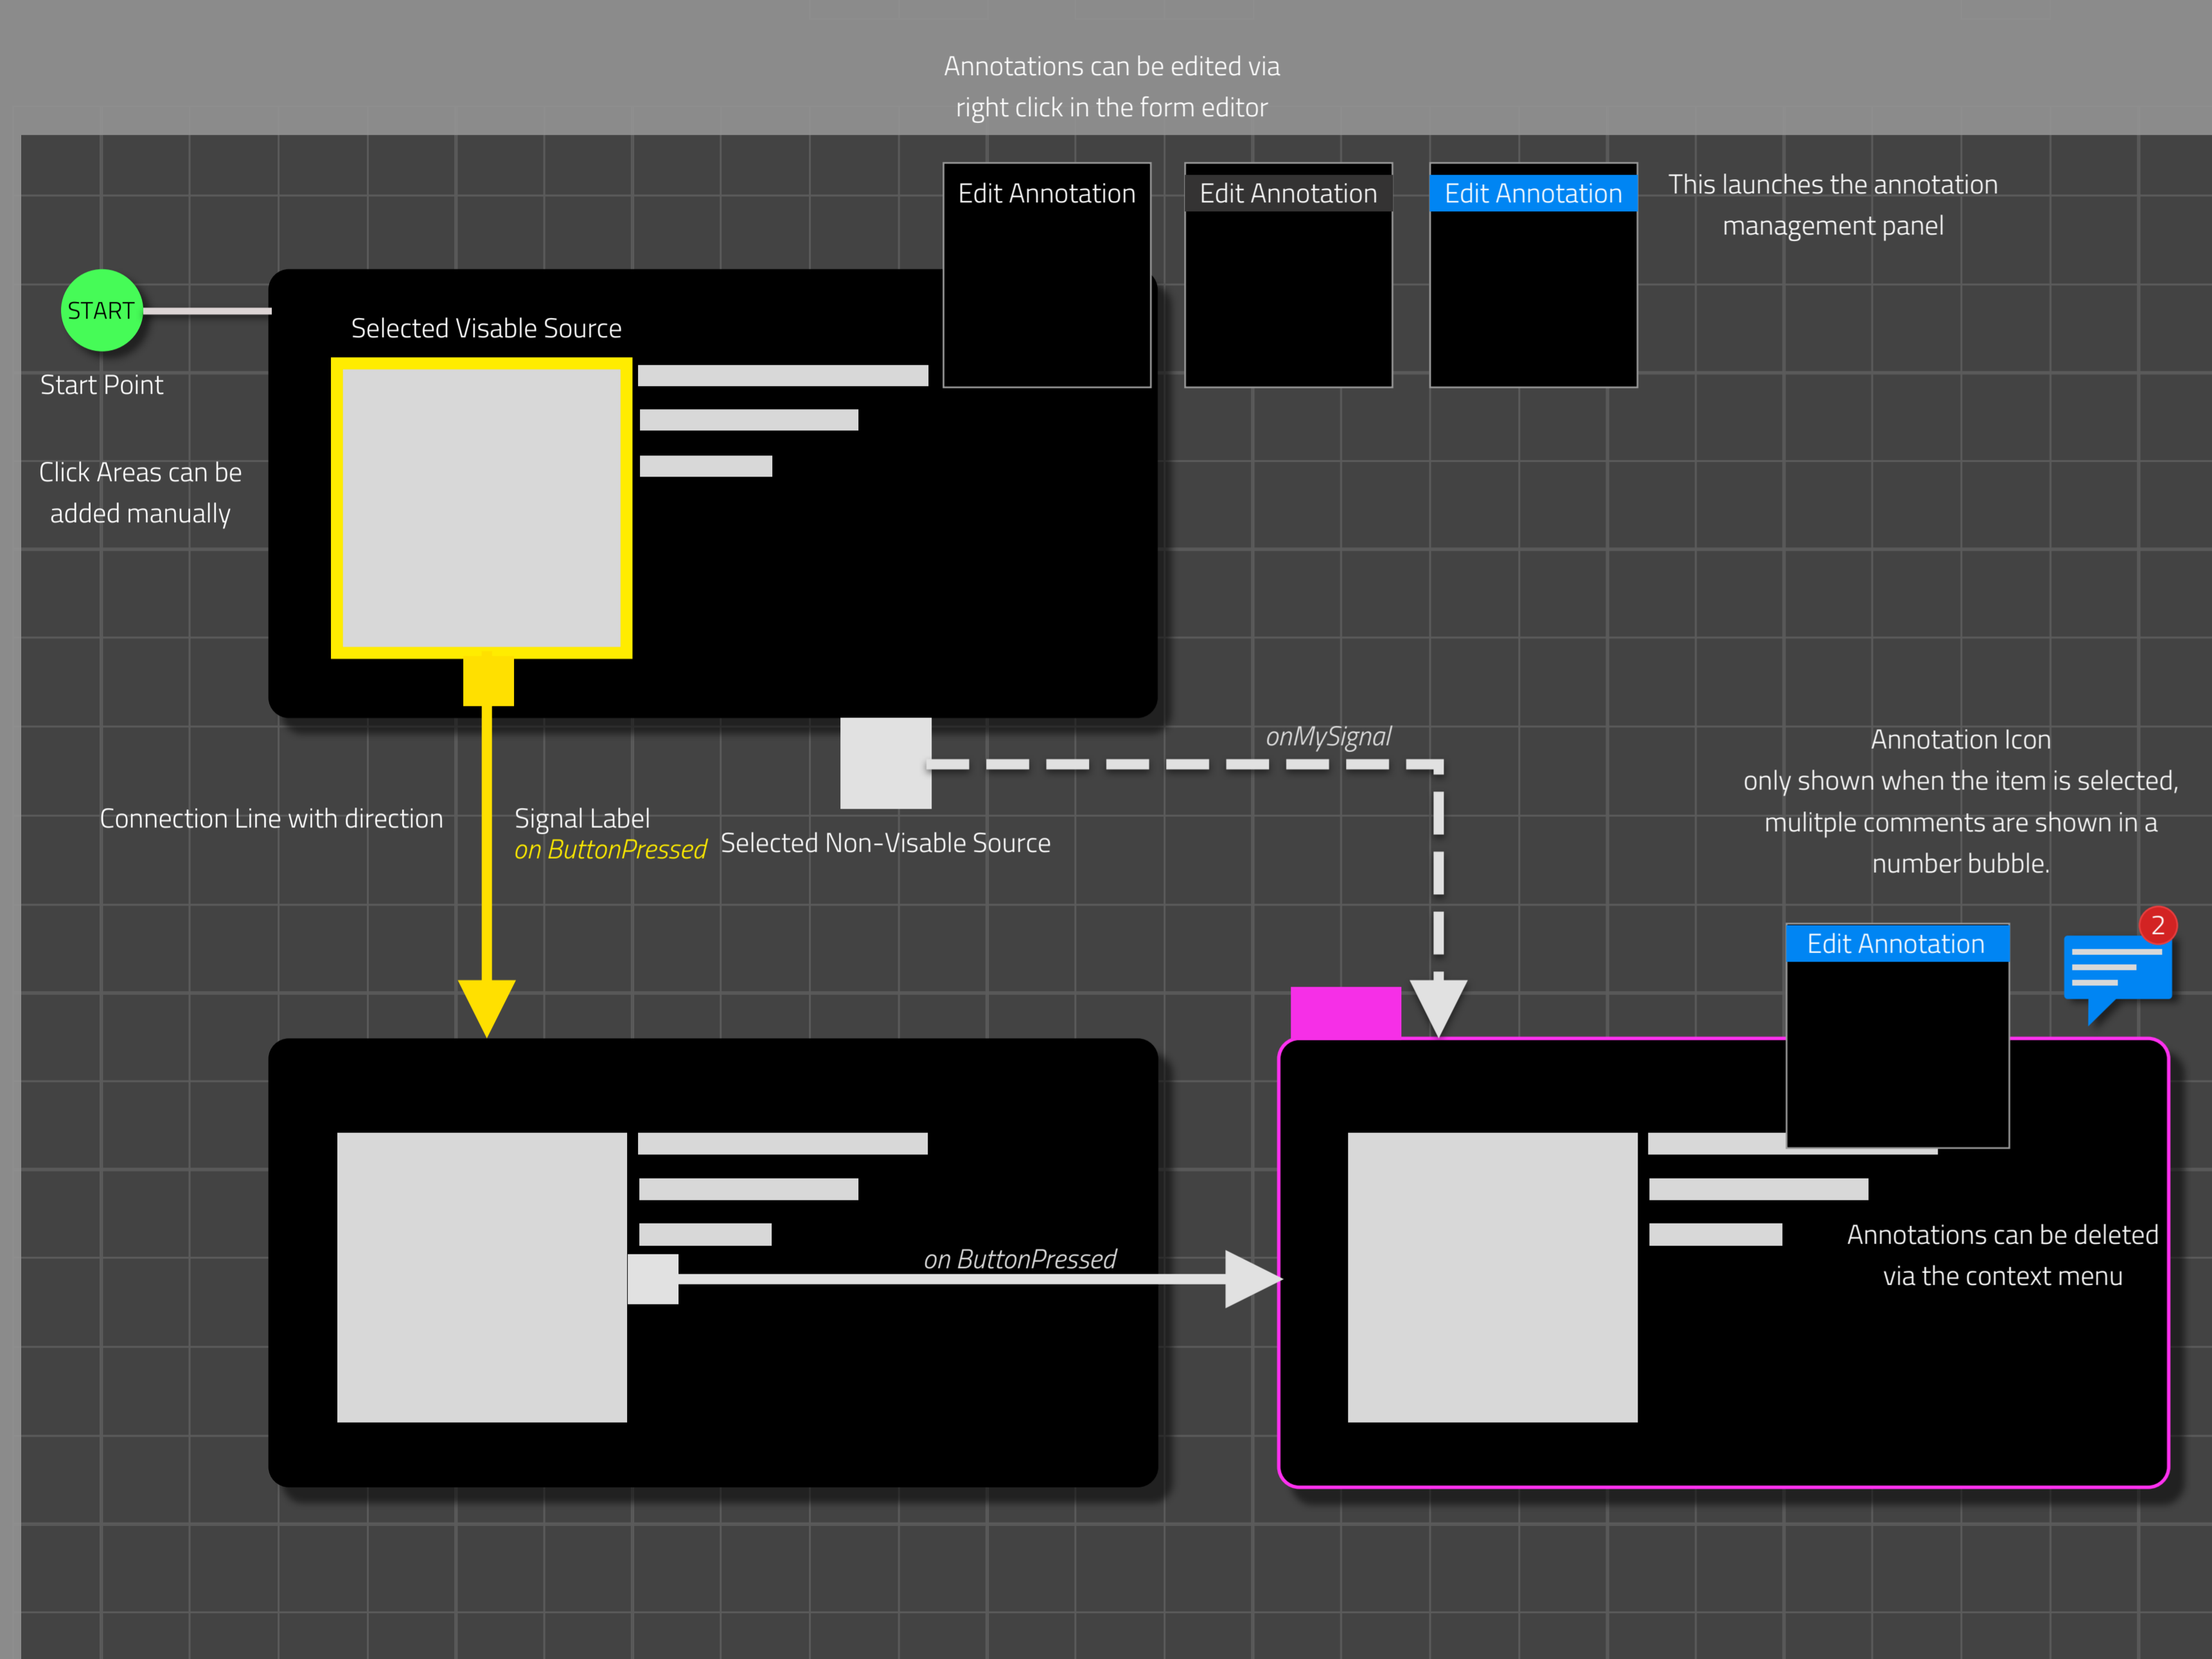 Annotations can be edited via
right click in the form editor
Edit Annotation
Edit Annotation
Edit Annotation
This launches the annotation
management panel
START
Start Point
Selected Visable Source
Click Areas can be
added manually
onMySignal
Annotation Icon
only shown when the item is selected,
mulitple comments are shown in a
number bubble.
Connection Line with direction
Signal Label
on ButtonPressed
Selected Non-Visable Source
Edit Annotation
2
on ButtonPressed
Annotations can be deleted
via the context menu